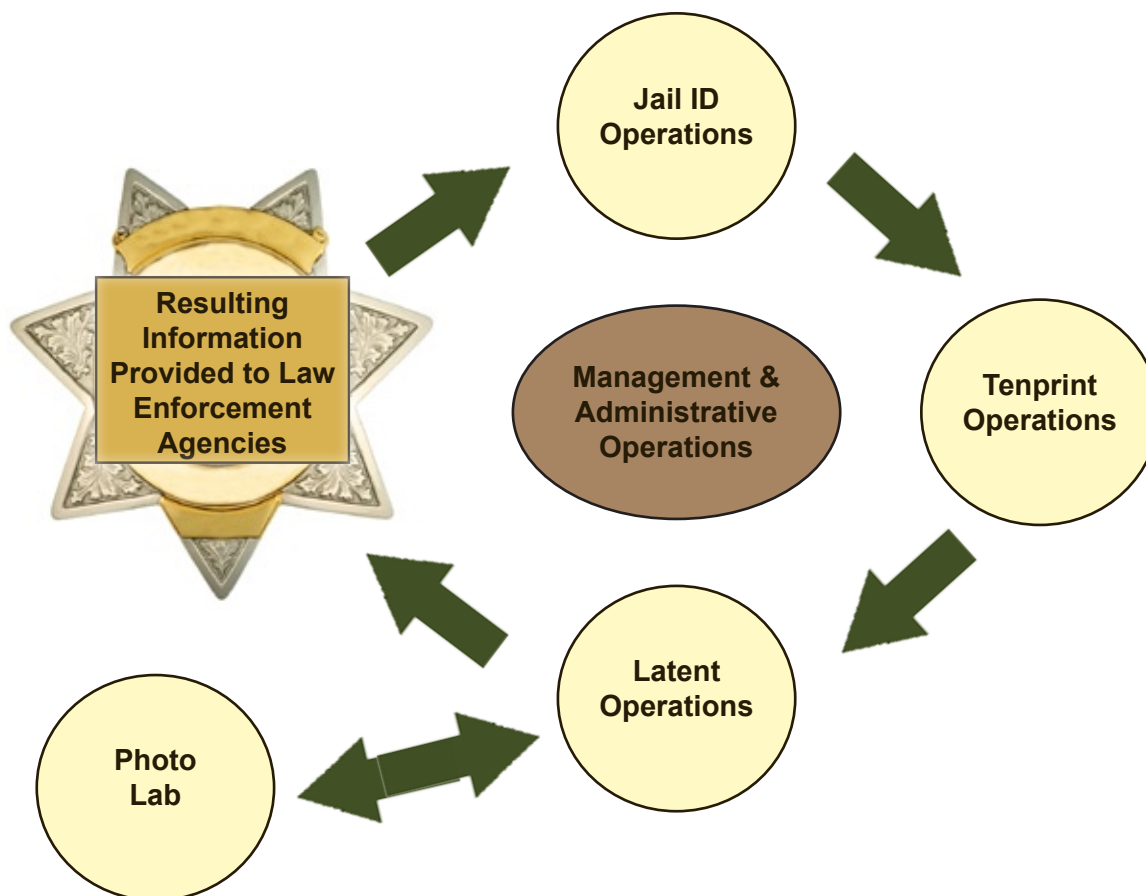 Jail ID
Operations
Resulting
Information
Provided to Law
Enforcement
Agencies
Management &
Administrative
Operations
Tenprint
Operations
Latent
Operations
Photo
Lab